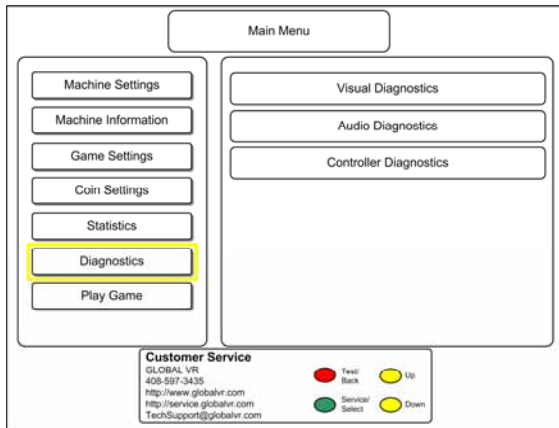 Main Menu
Machine Settings
Machine Information
Game Settings
Coin Settings
Statistics
Diagnostics
Play Game
Visual Diagnostics
Audio Diagnostics
Controller Diagnostics
Customer Service
GLOBAL VR
408-597-3435
http://www.globalvr.com
http://service.globalvr.com
TechSupport@globalvr.com
Test/
Back
Up
Service/
Select
Down